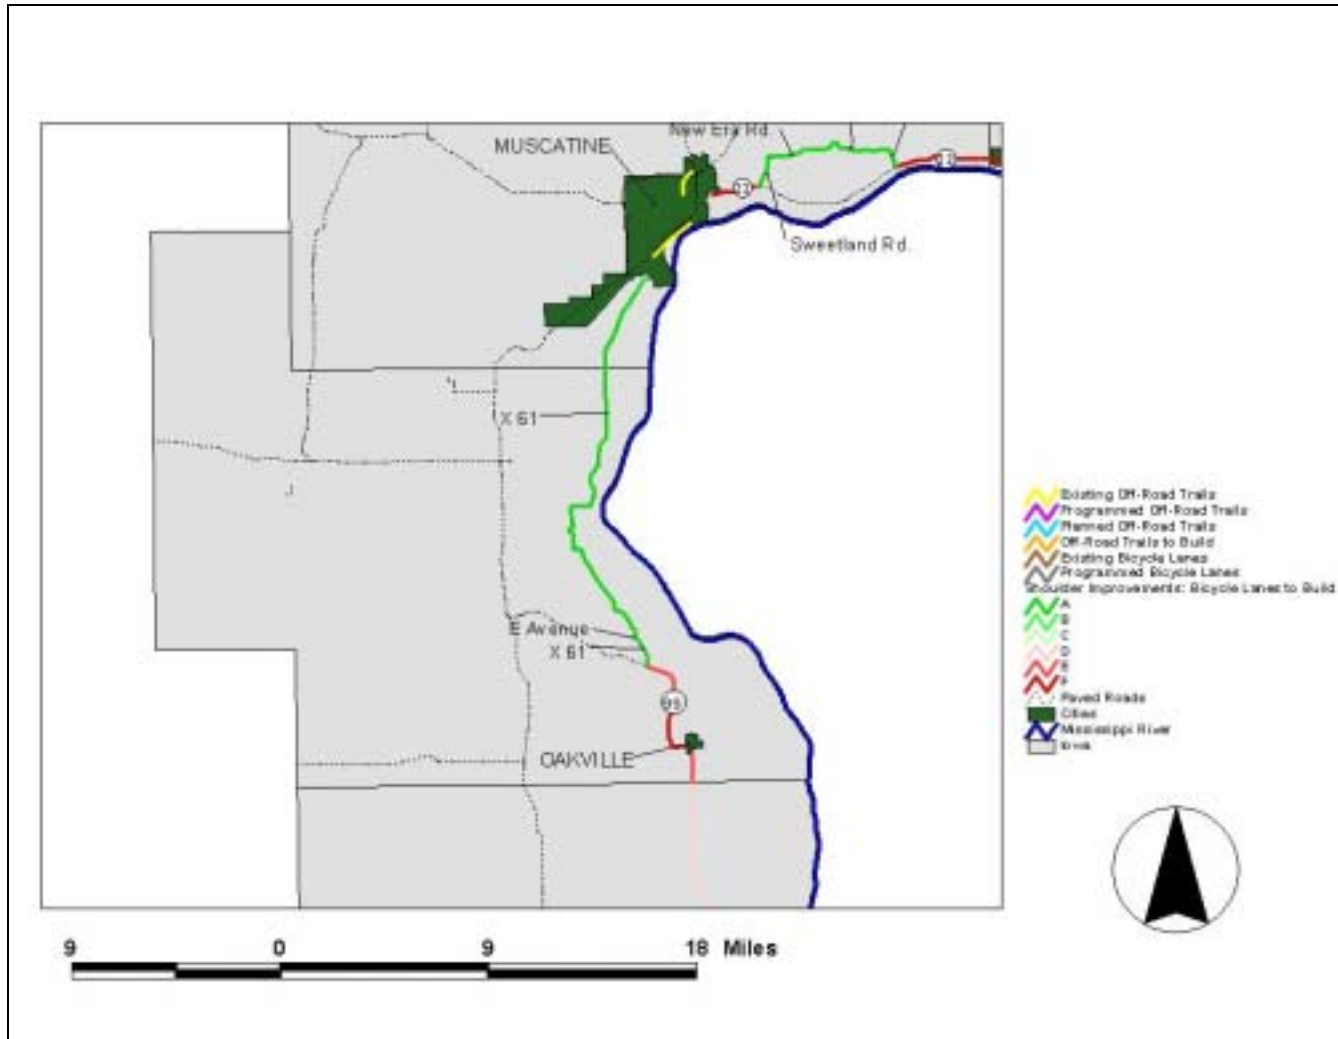 New Era Rd.
MUSCATINE
22
22
Sweetland Rd.
X 61
E Avenue
X 61
OAKVILLE
Existing Off-Road Trails
Programmed Off-Road Trails
Planned Off-Road Trails
Off-Road Trails to Build
Existing Bicycle Lanes
Programmed Bicycle Lanes
Shoulder Improvements: Bicycle Lanes to Build
A
B
C
D
E
F
Paved Roads
Cities
Mississippi River
Iowa
9 0 9 18 Miles